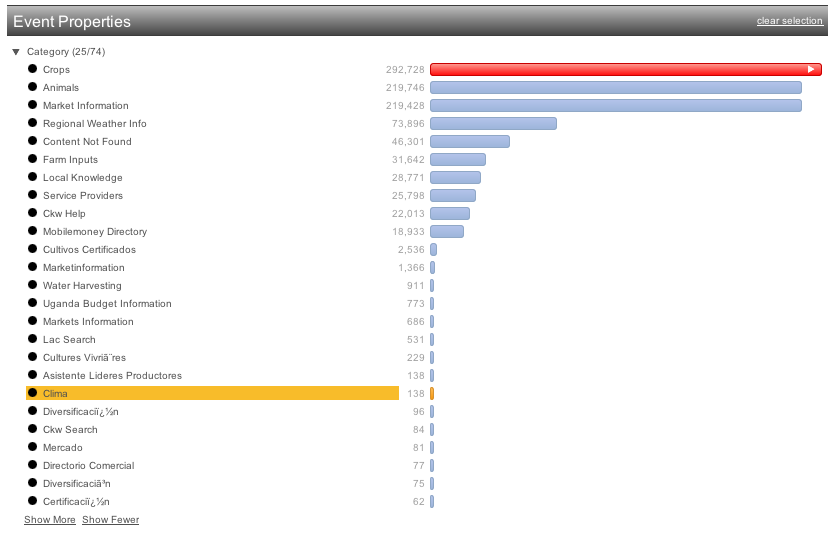 Event Properties clear selection
Category (25/74)
Crops 292,728
Animals 219,746
Market Information 219,428
Regional Weather Info 73,896
Content Not Found 46,301
Farm Inputs 31,642
Local Knowledge 28,771
Service Providers 25,798
Ckw Help 22,013
Mobilemoney Directory 18,933
Cultivos Certificados 2,536
Marketinformation 1,366
Water Harvesting 911
Uganda Budget Information 773
Markets Information 686
Lac Search 531
Cultures Vivriã¨res 229
Asistente Lideres Productores 138
Clima 138
Diversificaciï¿½n 96
Ckw Search 84
Mercado 81
Directorio Comercial 77
Diversificaciã³n 75
Certificaciï¿½n 62
Show More Show Fewer